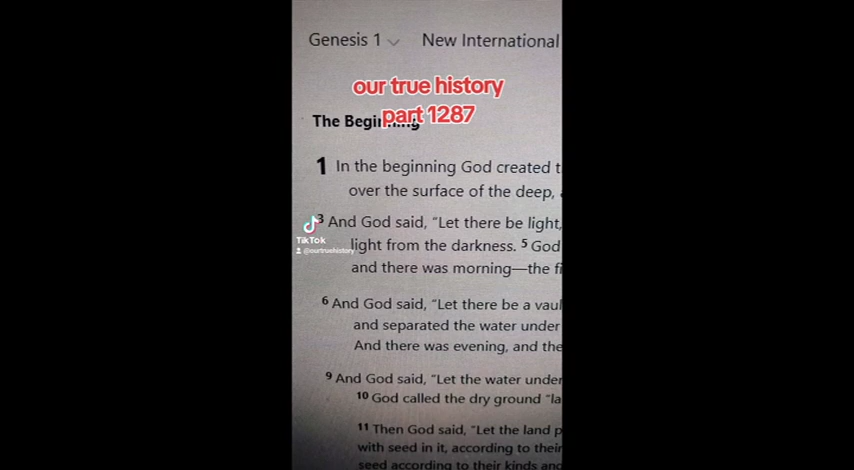 Genesis 1 New International
our true history
part 1287
The Beginning
1 In the beginning God created t
over the surface of the deep,
3 And God said, "Let there be light,
TikTok
@ourtruehistory
light from the darkness. 5 God
and there was morning—the fi
6 And God said, "Let there be a vaul
and separated the water under
And there was evening, and the
9 And God said, "Let the water under
10 God called the dry ground "la
11 Then God said, "Let the land p
with seed in it, according to their
seed according to their kinds and